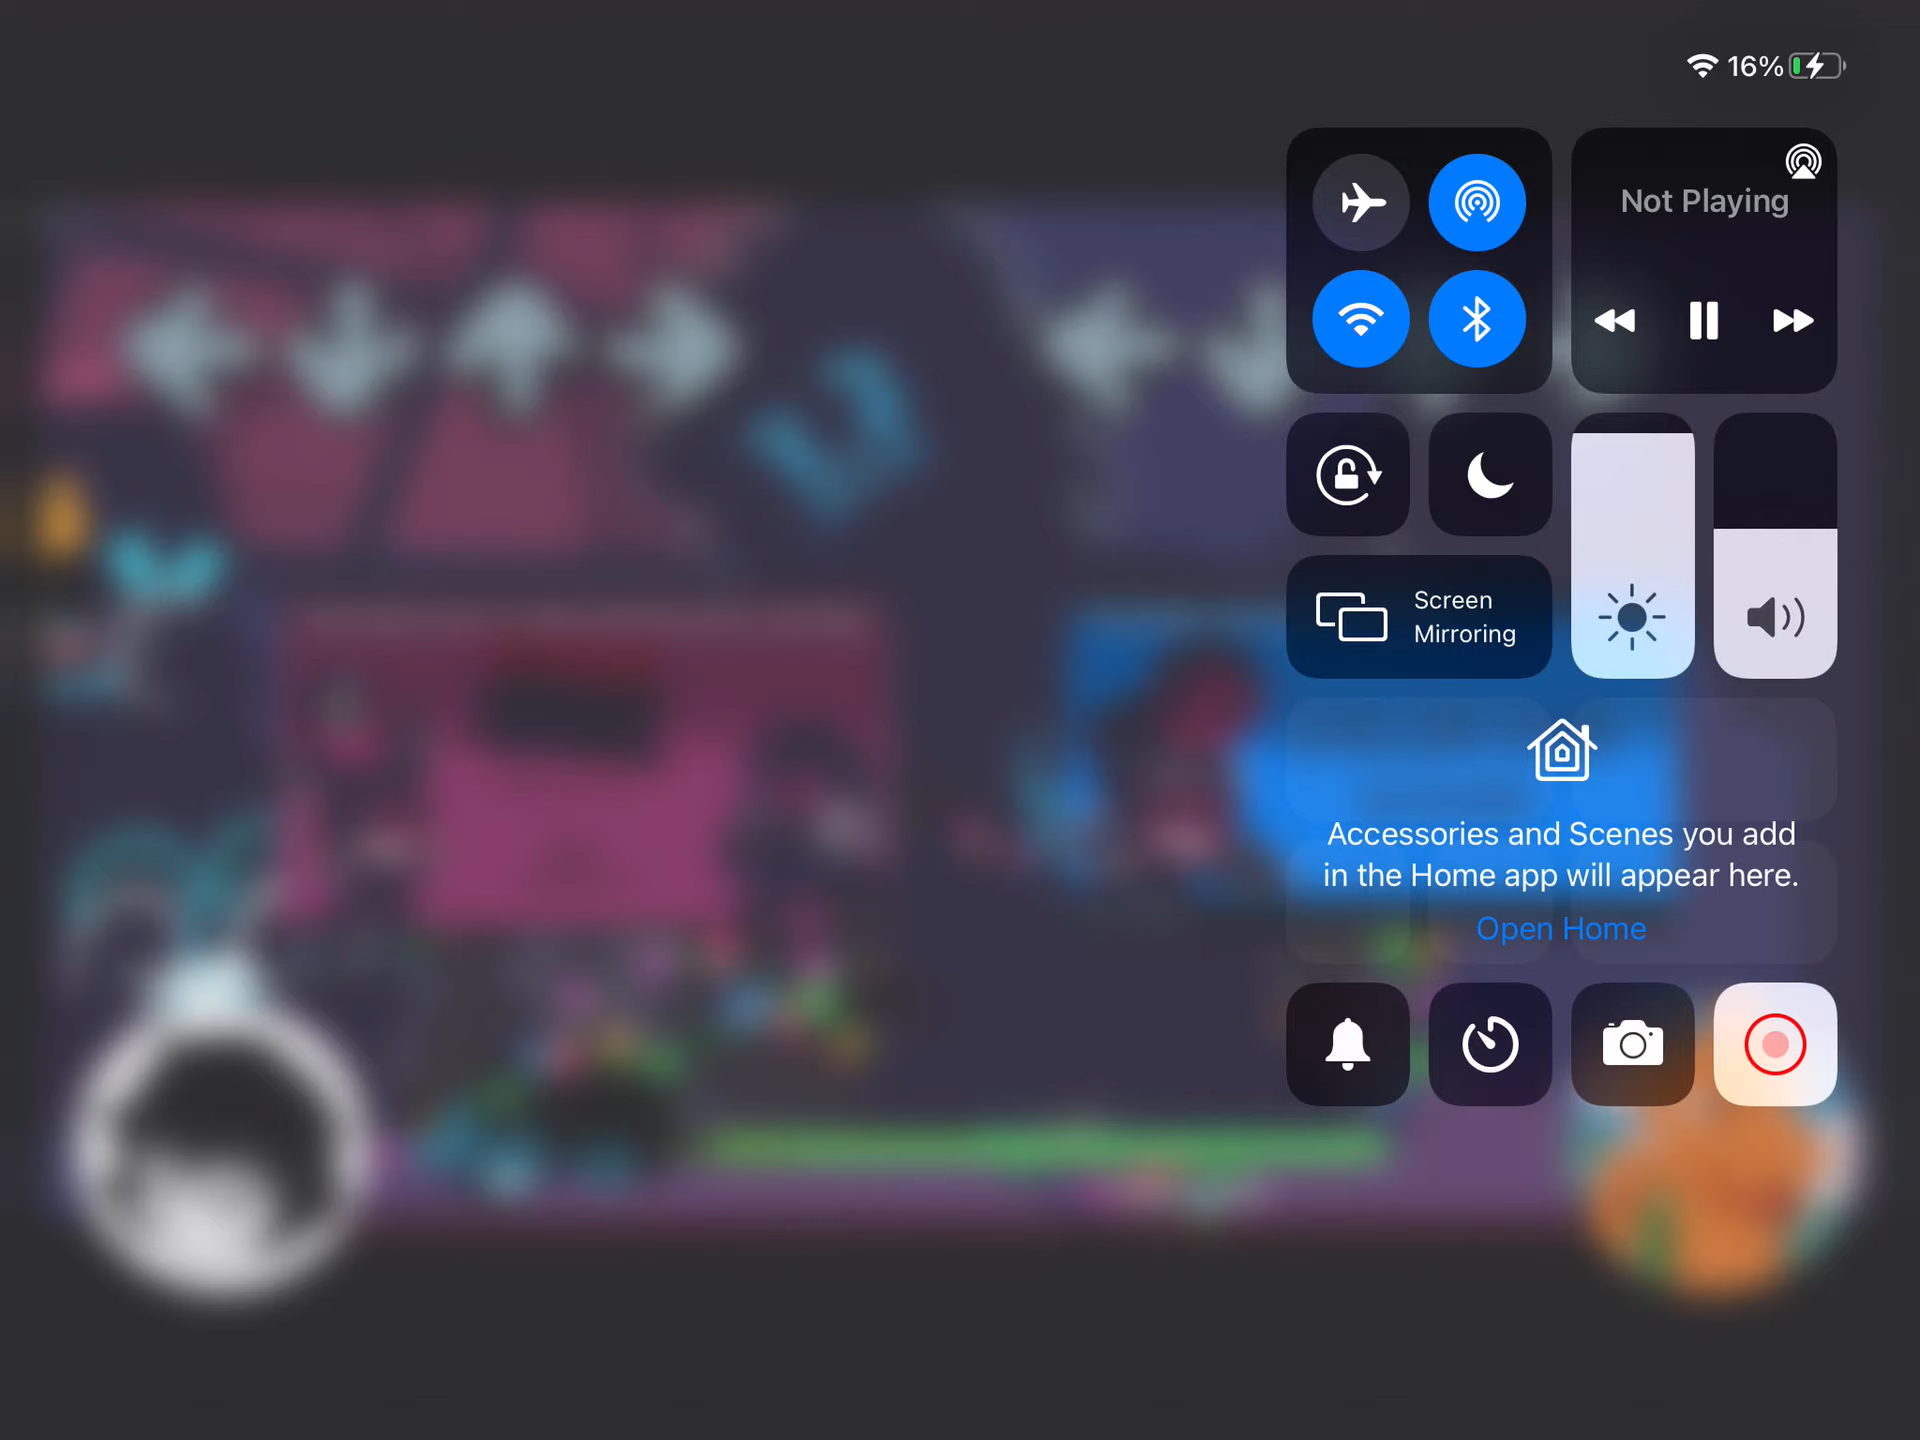 16%
Not Playing
Screen
Mirroring
Accessories and Scenes you add
in the Home app will appear here.
Open Home